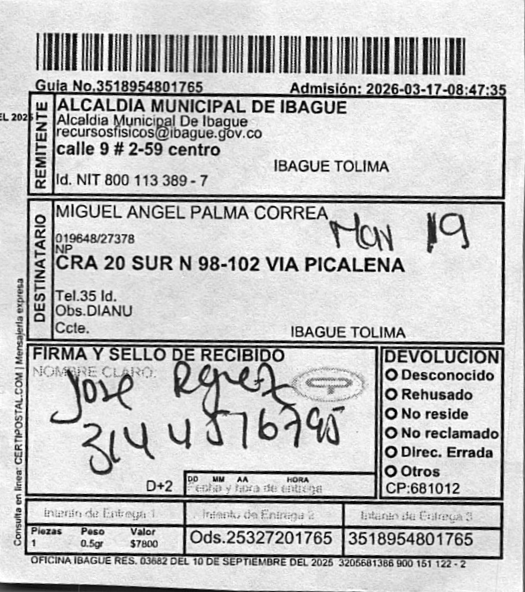 Guia No.3518954801765 Admisión: 2026-03-17-08:47:35
EL 2025
REMITENTE
ALCALDIA MUNICIPAL DE IBAGUE
Alcaldia Municipal De Ibague
recursosfisicos@ibague.gov.co
calle 9 # 2-59 centro
IBAGUE TOLIMA
Id. NIT 800 113 389 - 7
DESTINATARIO
MIGUEL ANGEL PALMA CORREA
019648/27378
NP
CRA 20 SUR N 98-102 VIA PICALENA
Tel.35 Id.
Obs.DIANU
Ccte.
IBAGUE TOLIMA
19
FIRMA Y SELLO DE RECIBIDO
NOMBRE CLARO:
Jose
D+2
DD MM AA HORA
Fecha y hora de entrega
DEVOLUCION
Desconocido
Rehusado
No reside
No reclamado
Direc. Errada
Otros
CP:681012
Intento de Entrega 1 Intento de Entrega 2 Intento de Entrega 3
Piezas Peso Valor
1 0.5gr $7800
Ods.25327201765 3518954801765
OFICINA IBAGUE RES. 03682 DEL 10 DE SEPTIEMBRE DEL 2025 3205681386 900 151 122 - 2
Consulta en linea: CERTIPOSTAL.COM | Mensajeria expresa